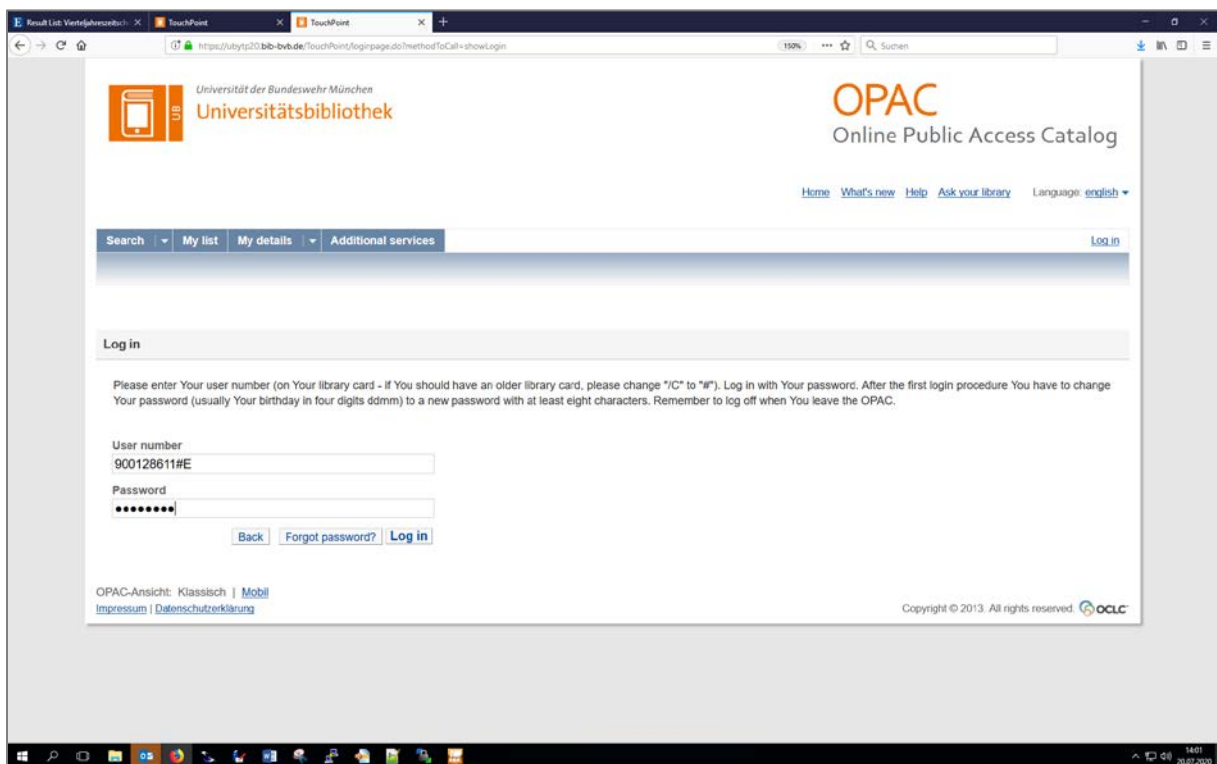 Result List: Vierteljahreszeitsch
TouchPoint
TouchPoint
https://ubytp20.bib-bvb.de/TouchPoint/loginpage.do?methodToCall=showLogin
150%
Suchen
UB
Universität der Bundeswehr München
Universitätsbibliothek
OPAC
Online Public Access Catalog
Home What's new Help Ask your library Language: english
Search My list My details Additional services Log in
Log in
Please enter Your user number (on Your library card - if You should have an older library card, please change "/C" to "#"). Log in with Your password. After the first login procedure You have to change
Your password (usually Your birthday in four digits ddmm) to a new password with at least eight characters. Remember to log off when You leave the OPAC.
User number
900128611#E
Password
••••••••
Back Forgot password? Log in
OPAC-Ansicht: Klassisch | Mobil
Impressum | Datenschutzerklärung
Copyright © 2013. All rights reserved. OCLC
14:01
20.07.2020